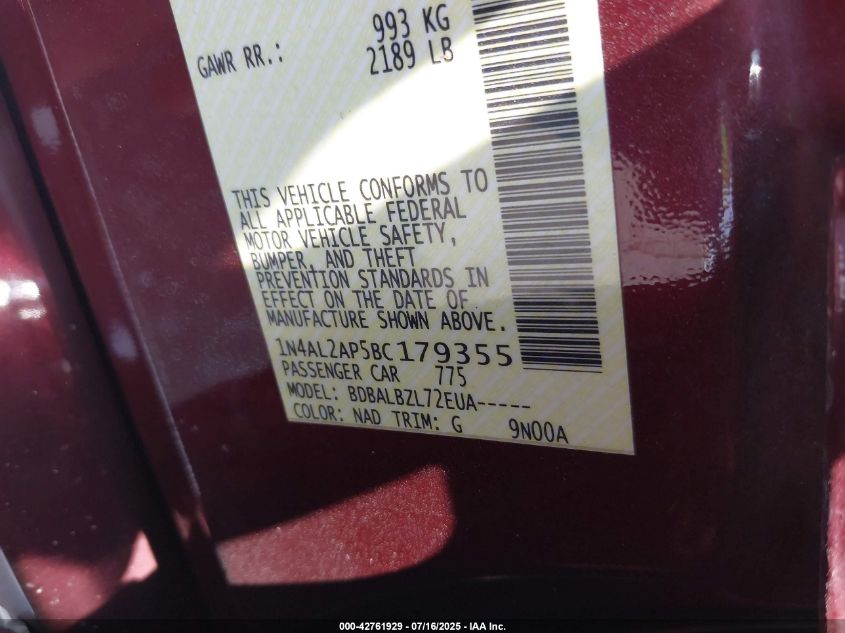 993 KG
GAWR RR.: 2189 LB
THIS VEHICLE CONFORMS TO
ALL APPLICABLE FEDERAL
MOTOR VEHICLE SAFETY,
BUMPER, AND THEFT
PREVENTION STANDARDS IN
EFFECT ON THE DATE OF
MANUFACTURE SHOWN ABOVE.
1N4AL2AP5BC179355
PASSENGER CAR 775
MODEL: BDBALBZL72EUA-----
COLOR: NAD TRIM: G 9N00A
000-42761929 / 07/16/2025 - IAA Inc.